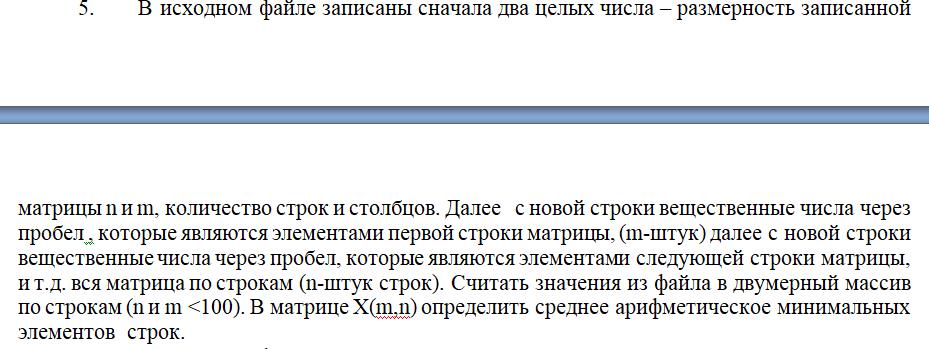 5. В исходном файле записаны сначала два целых числа – размерность записанной
матрицы n и m, количество строк и столбцов. Далее с новой строки вещественные числа через
пробел , которые являются элементами первой строки матрицы, (m-штук) далее с новой строки
вещественные числа через пробел, которые являются элементами следующей строки матрицы,
и т.д. вся матрица по строкам (n-штук строк). Считать значения из файла в двумерный массив
по строкам (n и m <100). В матрице X(m,n) определить среднее арифметическое минимальных
элементов строк.